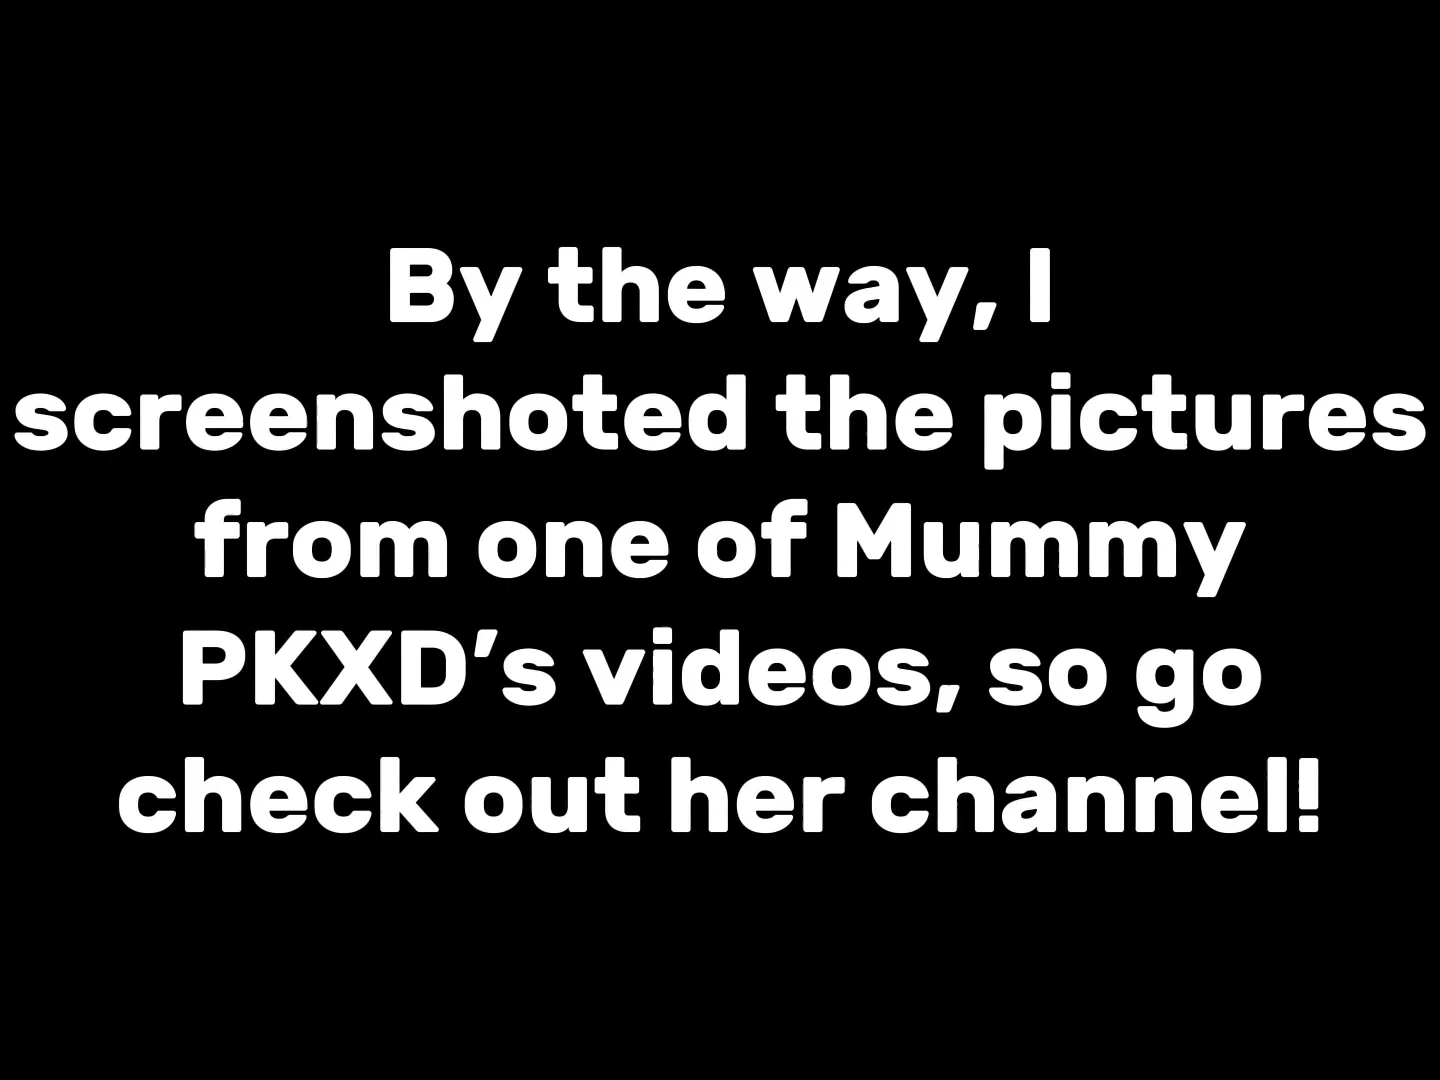 By the way, I
screenshoted the pictures
from one of Mummy
PKXD’s videos, so go
check out her channel!